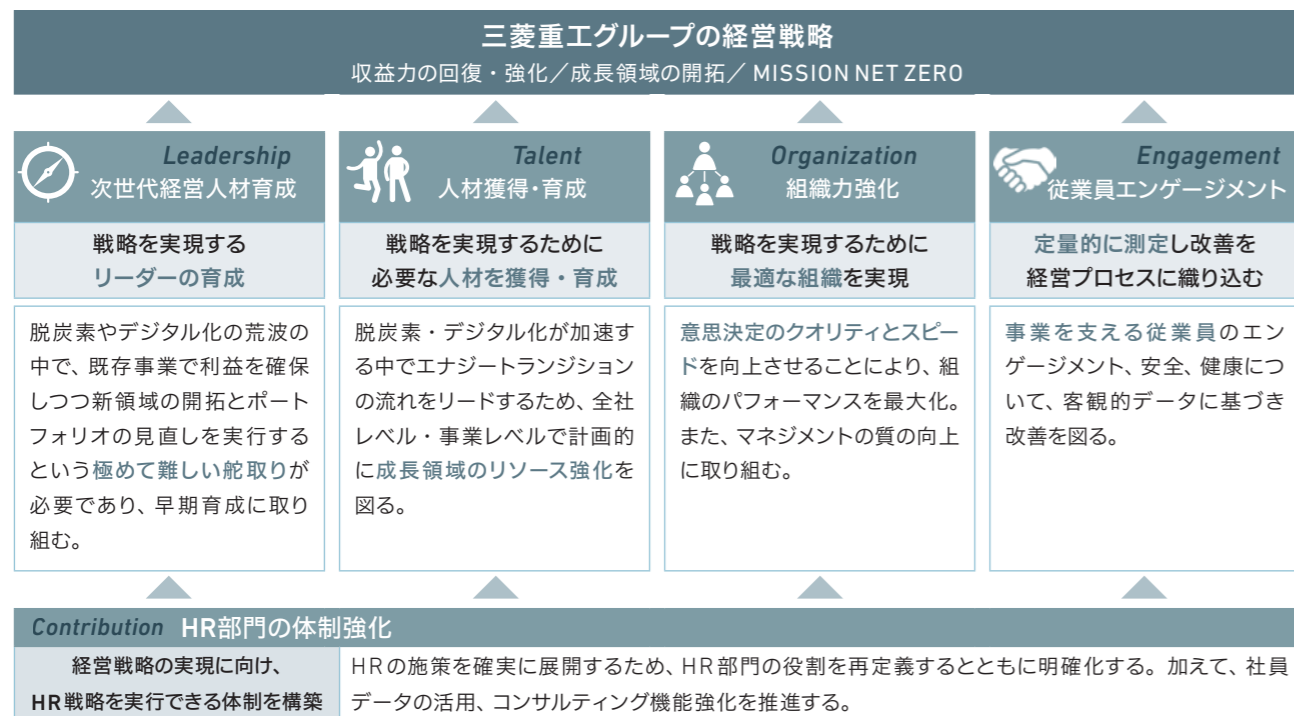 三菱重工グループの経営戦略
収益力の回復・強化／成長領域の開拓／ MISSION NET ZERO
Leadership
次世代経営人材育成
戦略を実現する
リーダーの育成
脱炭素やデジタル化の荒波の
中で、既存事業で利益を確保
しつつ新領域の開拓とポート
フォリオの見直しを実行する
という極めて難しい舵取りが
必要であり、早期育成に取り
組む。
Talent
人材獲得・育成
戦略を実現するために
必要な人材を獲得・育成
脱炭素・デジタル化が加速す
る中でエナジートランジション
の流れをリードするため、全社
レベル・事業レベルで計画的
に成長領域のリソース強化を
図る。
Organization
組織力強化
戦略を実現するために
最適な組織を実現
意思決定のクオリティとスピー
ドを向上させることにより、組
織のパフォーマンスを最大化。
また、マネジメントの質の向上
に取り組む。
Engagement
従業員エンゲージメント
定量的に測定し改善を
経営プロセスに織り込む
事業を支える従業員のエン
ゲージメント、安全、健康につ
いて、客観的データに基づき
改善を図る。
Contribution HR部門の体制強化
経営戦略の実現に向け、
HR戦略を実行できる体制を構築
HRの施策を確実に展開するため、HR部門の役割を再定義するとともに明確化する。加えて、社員
データの活用、コンサルティング機能強化を推進する。